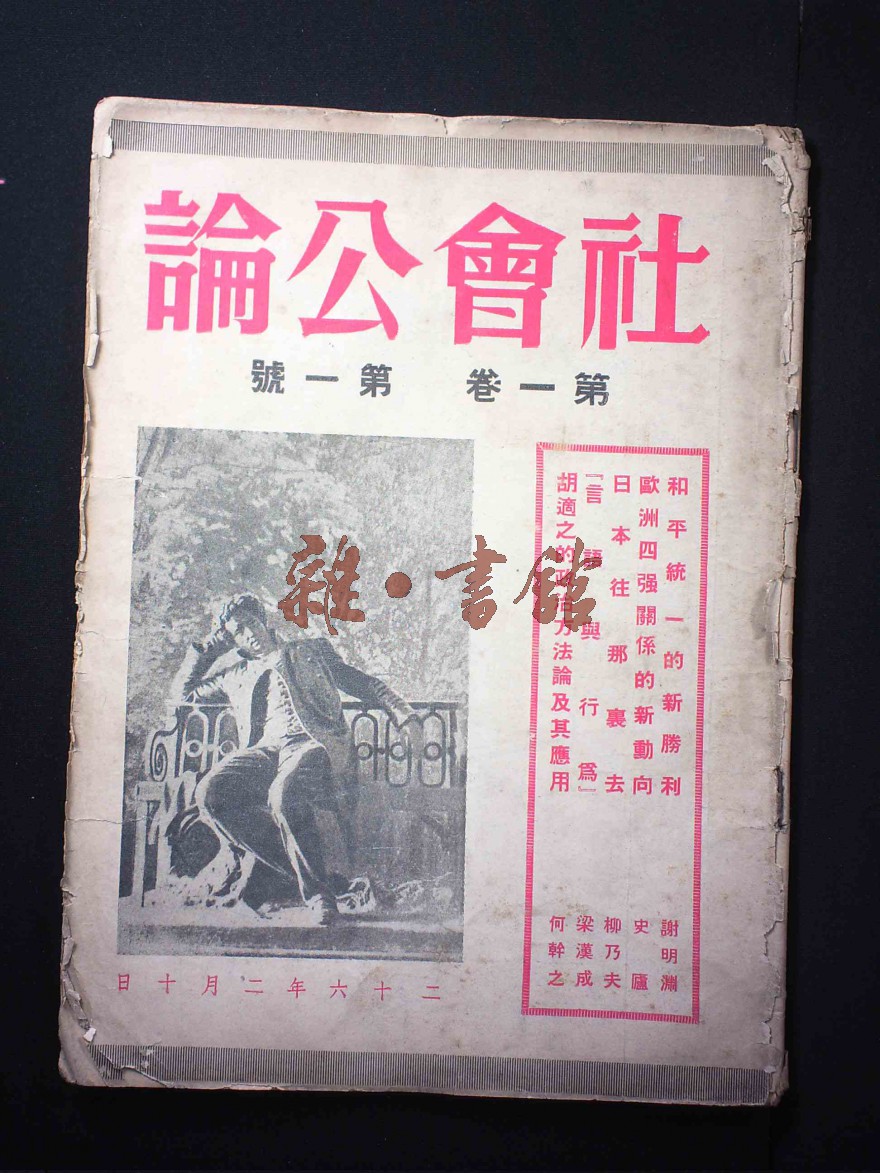 社會公論
第一卷 第一號
和平統一的新勝利 謝明淵
歐洲四强關係的新動向 史廬
日本往那裏去 柳乃夫
『言語與行爲』 梁漢成
胡適之的政治方法論及其應用 何幹之
二十六年二月十日
雜·書館